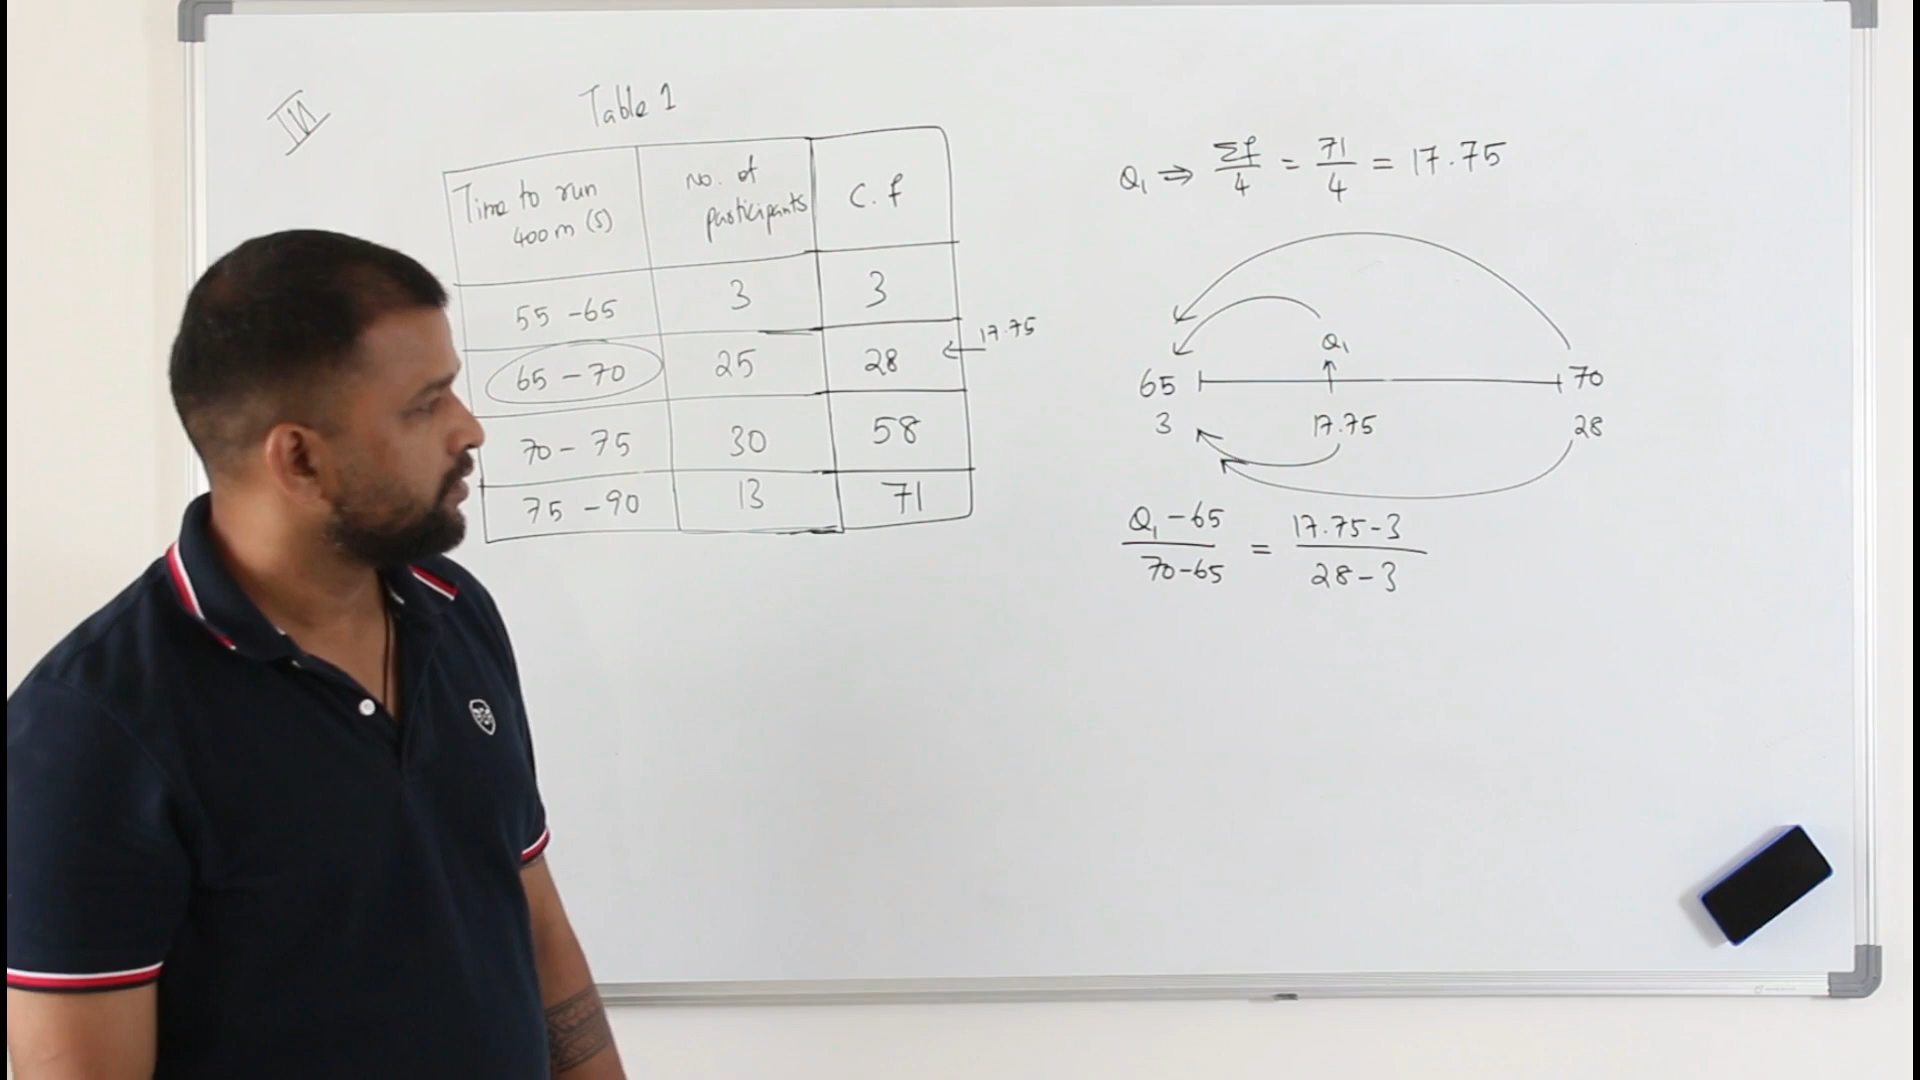 Table 1
Time to run 400m (s) no. of participants C.f
55 - 65 3 3
65 - 70 25 28 17.75
70 - 75 30 58
75 - 90 13 71
Q₁ ⇒ Σf/4 = 71/4 = 17.75
Q₁
65 70
3 17.75 28
Q₁ - 65 / 70 - 65 = 17.75 - 3 / 28 - 3